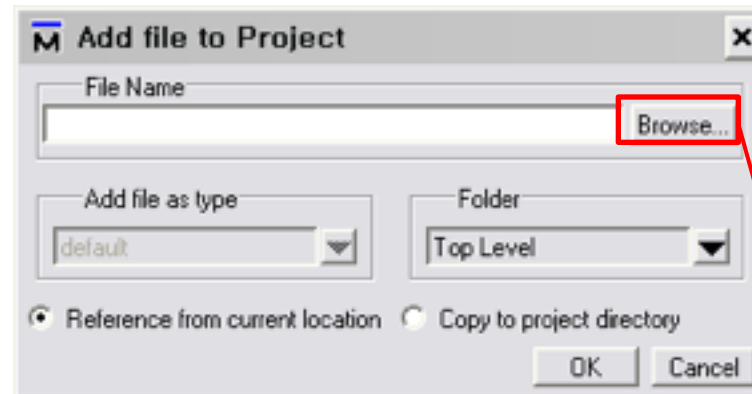 M Add file to Project
File Name
Browse...
Add file as type
Folder
default
Top Level
Reference from current location
Copy to project directory
OK
Cancel